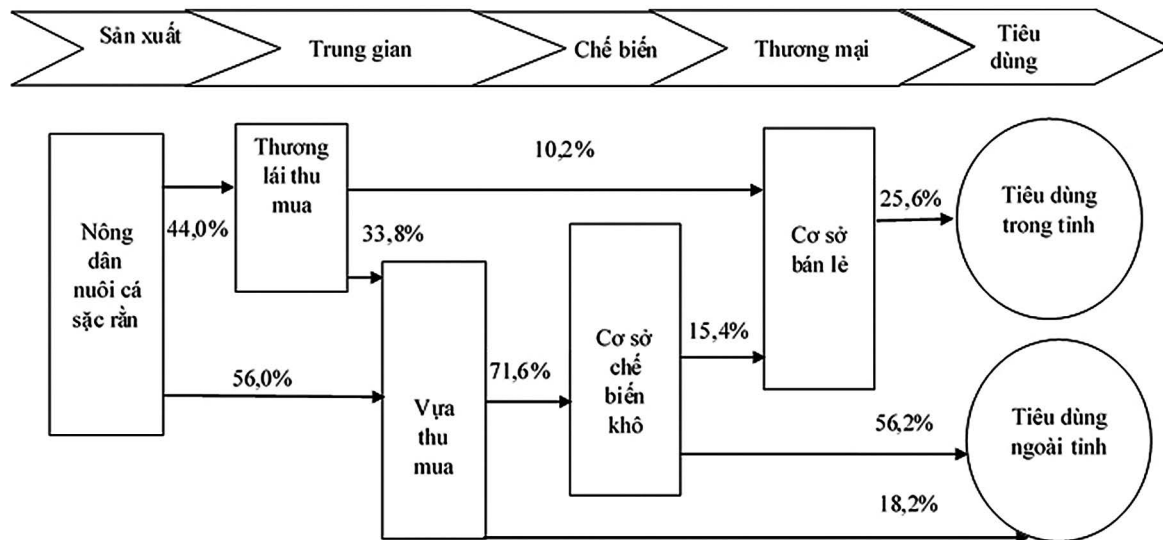 Sản xuất
Trung gian
Chế biến
Thương mại
Tiêu
dùng
Nông
dân
nuôi cá
sặc rằn
44,0%
56,0%
Thương
lái thu
mua
10,2%
33,8%
Vựa
thu
mua
71,6%
Cơ sở
chế
biến
khô
15,4%
Cơ sở
bán lẻ
25,6%
Tiêu dùng
trong tỉnh
56,2%
18,2%
Tiêu dùng
ngoài tỉnh